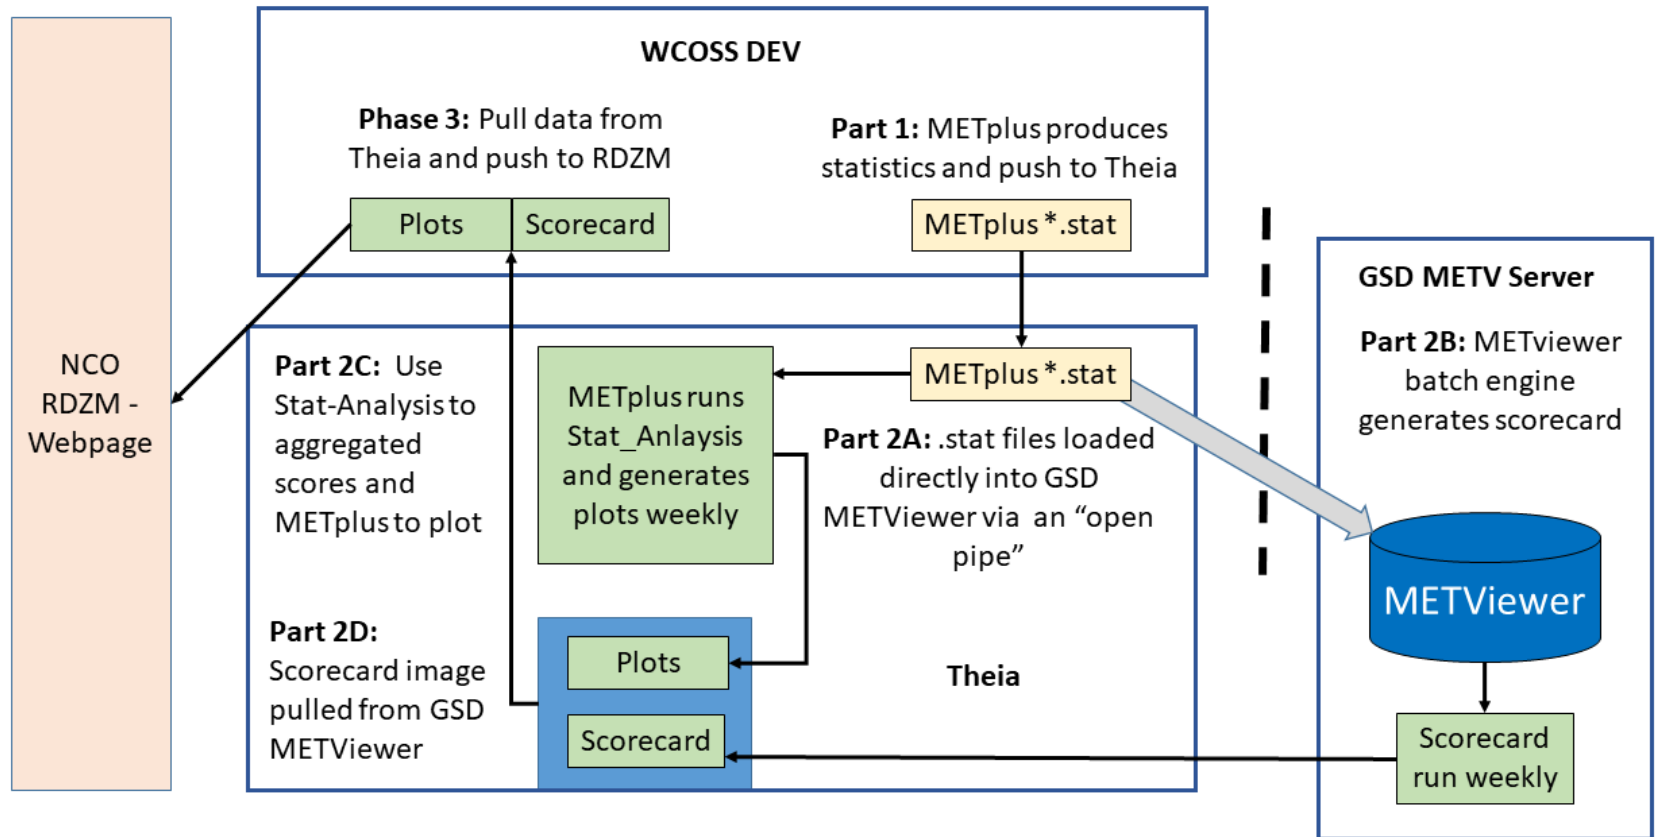 WCOSS DEV
Phase 3: Pull data from
Theia and push to RDZM
Part 1: METplus produces
statistics and push to Theia
Plots
Scorecard
METplus *.stat
NCO
RDZM -
Webpage
Part 2C: Use
Stat-Analysis to
aggregated
scores and
METplus to plot
METplus runs
Stat_Anlaysis
and generates
plots weekly
METplus *.stat
Part 2A: .stat files loaded
directly into GSD
METViewer via an “open
pipe”
Part 2D:
Scorecard image
pulled from GSD
METViewer
Plots
Scorecard
Theia
GSD METV Server
Part 2B: METviewer
batch engine
generates scorecard
METViewer
Scorecard
run weekly